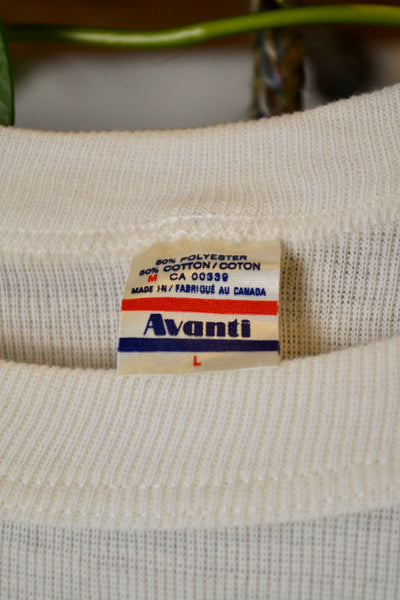 50% POLYESTER
50% COTTON/COTON
M CA 00339
MADE IN/FABRIQUÉ AU CANADA
Avanti
L